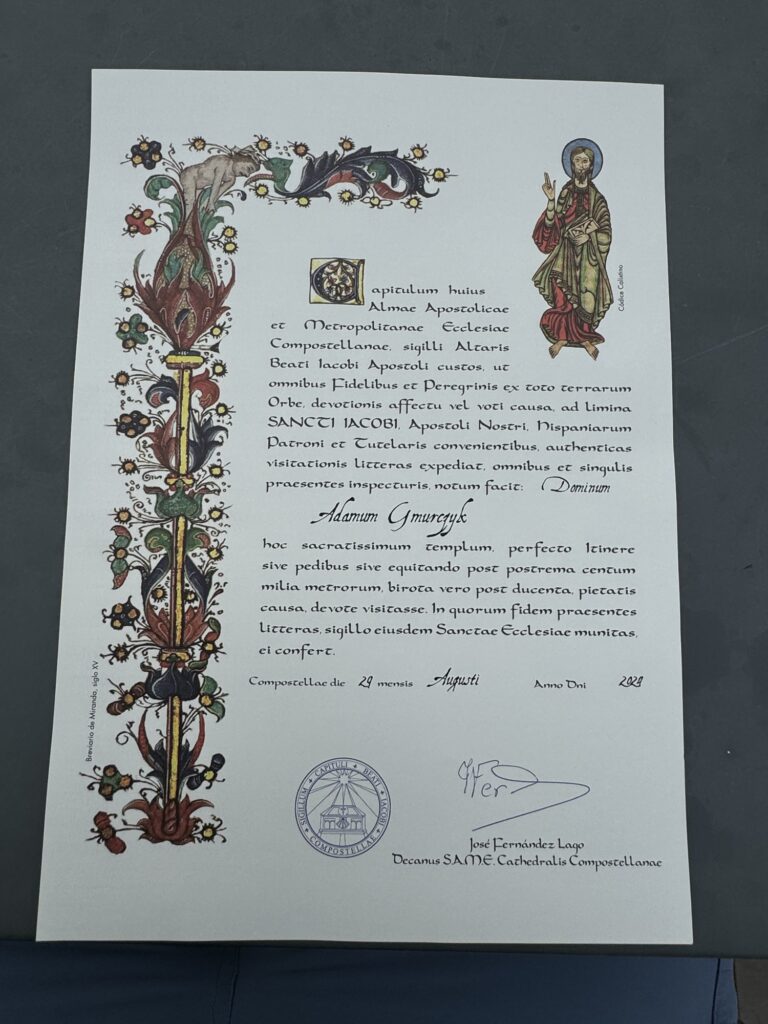 Capitulum huius
Almae Apostolicae
et Metropolitanae Ecclesiae
Compostellanae, sigilli Altaris
Beati Iacobi Apostoli custos, ut
omnibus Fidelibus et Peregrinis ex toto terrarum
Orbe, devotionis affectu vel voti causa, ad limina
SANCTI IACOBI, Apostoli Nostri, Hispaniarum
Patroni et Tutelaris convenientibus, authenticas
visitationis litteras expediat, omnibus et singulis
praesentes inspecturis, notum facit: Dominum
Adamum Gmurczyk
hoc sacratissimum templum, perfecto Itinere
sive pedibus sive equitando post postrema centum
milia metrorum, birota vero post ducenta, pietatis
causa, devote visitasse. In quorum fidem praesentes
litteras, sigillo eiusdem Sanctae Ecclesiae munitas,
ei confert.
Compostellae die 29 mensis Augusti Anno Dni
Códice Calixtino
Breviario de Miranda, siglo XV
SIGILLUM CAPITULI BEATI IACOBI COMPOSTELLAE
José Fernández Lago
Decanus S.A.M.E. Cathedralis Compostellanae